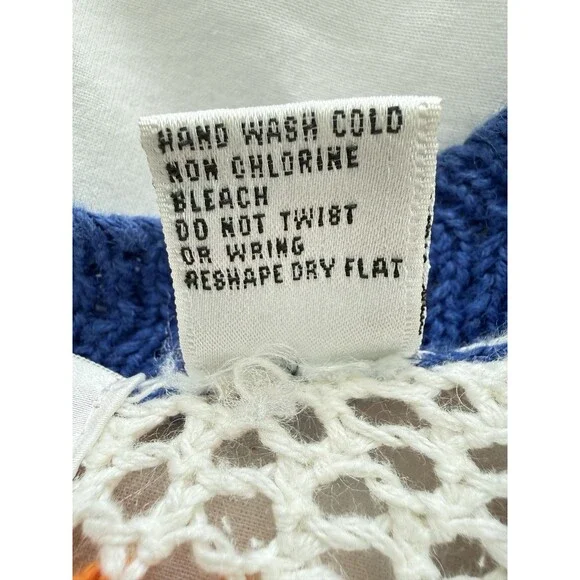 HAND WASH COLD
NON CHLORINE
BLEACH
DO NOT TWIST
OR WRING
RESHAPE DRY FLAT